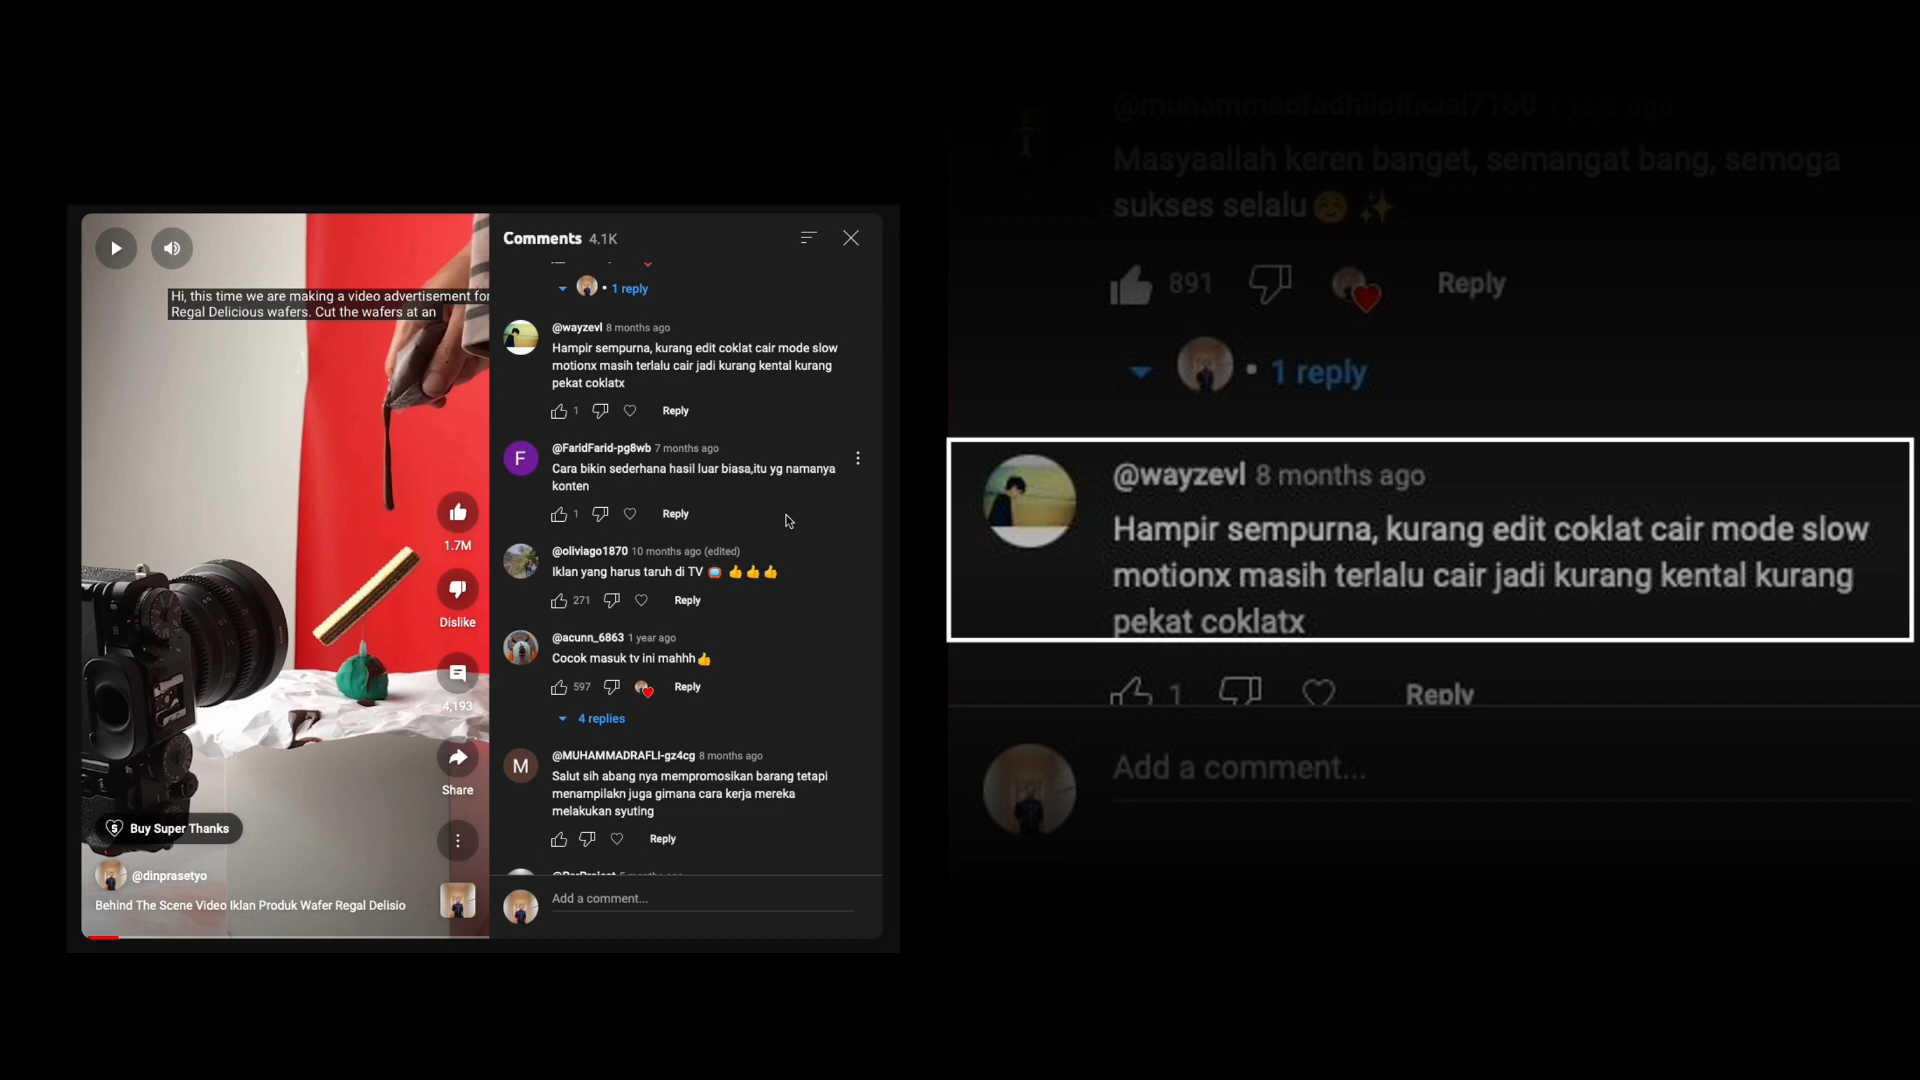 Hi, this time we are making a video advertisement for
Regal Delicious wafers. Cut the wafers at an
1.7M
Dislike
4,193
Share
Buy Super Thanks
@dinprasetyo
Behind The Scene Video Iklan Produk Wafer Regal Delisio
Comments 4.1K
1 reply
@wayzevl 8 months ago
Hampir sempurna, kurang edit coklat cair mode slow
motionx masih terlalu cair jadi kurang kental kurang
pekat coklatx
1 Reply
F
@FaridFarid-pg8wb 7 months ago
Cara bikin sederhana hasil luar biasa,itu yg namanya
konten
1 Reply
@oliviago1870 10 months ago (edited)
Iklan yang harus taruh di TV 📺 👍👍👍
271 Reply
@acunn_6863 1 year ago
Cocok masuk tv ini mahhh👍
597 Reply
4 replies
M
@MUHAMMADRAFLI-gz4cg 8 months ago
Salut sih abang nya mempromosikan barang tetapi
menampilakn juga gimana cara kerja mereka
melakukan syuting
Reply
Add a comment...
@muhammadfadhilofficial7160 1 year ago
Masyaallah keren banget, semangat bang, semoga
sukses selalu☺️ ✨
891 Reply
1 reply
@wayzevl 8 months ago
Hampir sempurna, kurang edit coklat cair mode slow
motionx masih terlalu cair jadi kurang kental kurang
pekat coklatx
1 Reply
Add a comment...